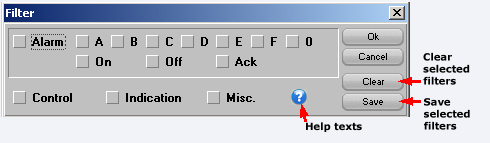 Filter
Alarm A B C D E F 0 Ok
On Off Ack Cancel
Clear
Control Indication Misc. ? Save
Clear
selected
filters
Save
selected
filters
Help texts